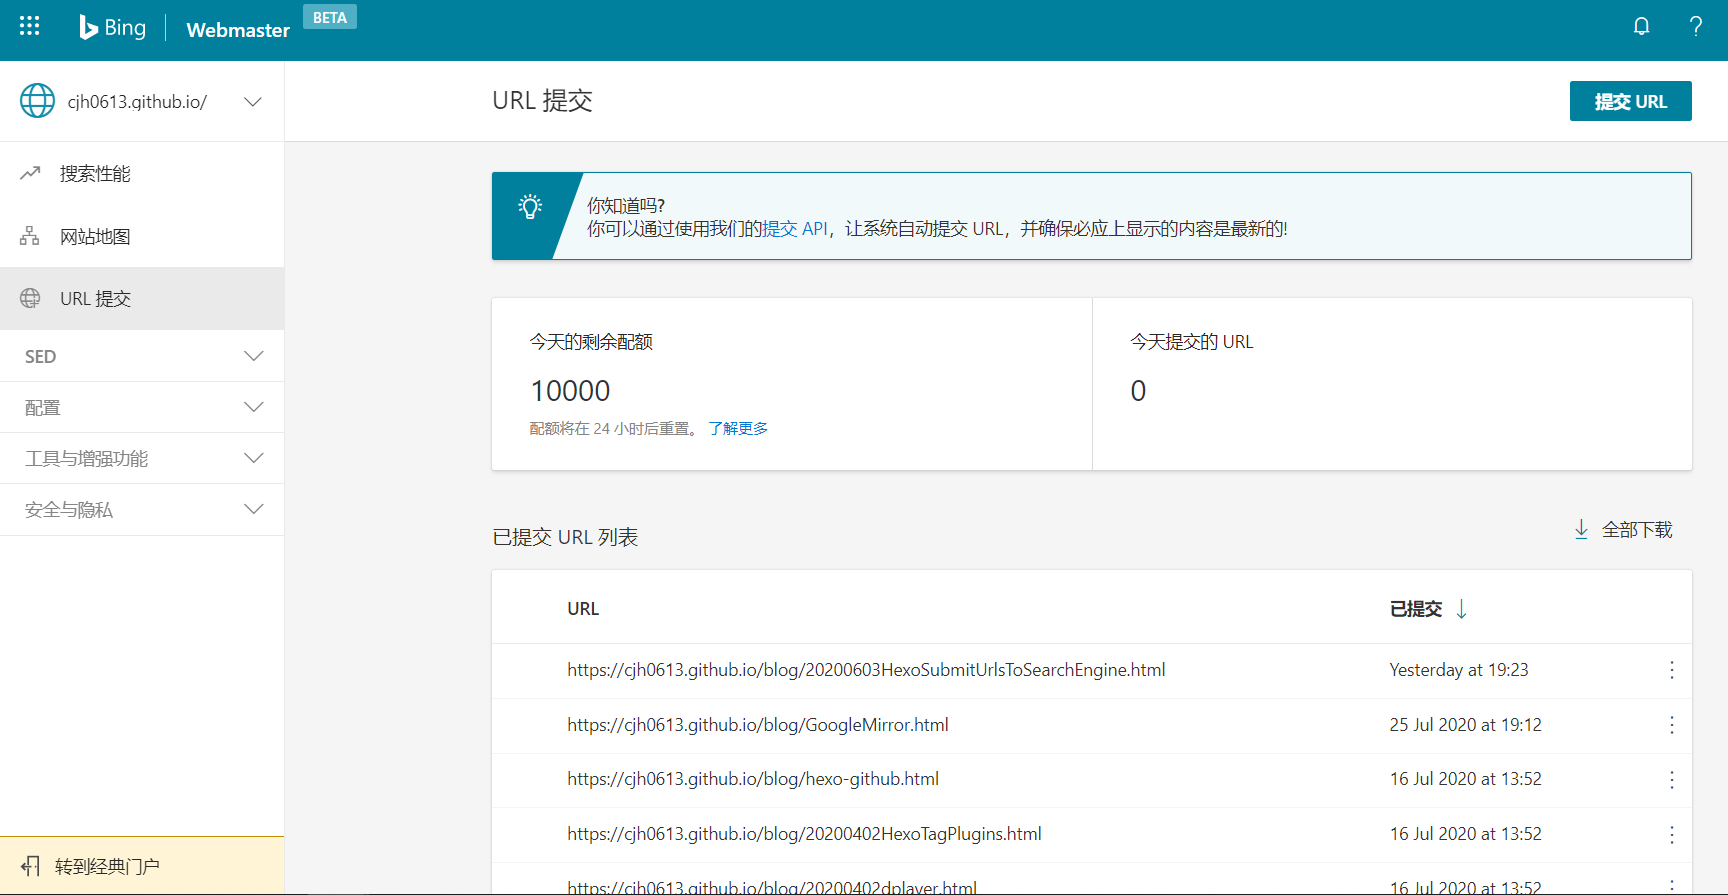 Bing
Webmaster
BETA
?
cjh0613.github.io/
搜索性能
网站地图
URL 提交
SED
配置
工具与增强功能
安全与隐私
转到经典门户
URL 提交
提交 URL
你知道吗?
你可以通过使用我们的提交 API，让系统自动提交 URL，并确保必应上显示的内容是最新的!
今天的剩余配额
10000
配额将在 24 小时后重置。 了解更多
今天提交的 URL
0
已提交 URL 列表
全部下载
URL 已提交
https://cjh0613.github.io/blog/20200603HexoSubmitUrlsToSearchEngine.html Yesterday at 19:23
https://cjh0613.github.io/blog/GoogleMirror.html 25 Jul 2020 at 19:12
https://cjh0613.github.io/blog/hexo-github.html 16 Jul 2020 at 13:52
https://cjh0613.github.io/blog/20200402HexoTagPlugins.html 16 Jul 2020 at 13:52
https://cjh0613.github.io/blog/20200402dplayer.html 16 Jul 2020 at 13:52